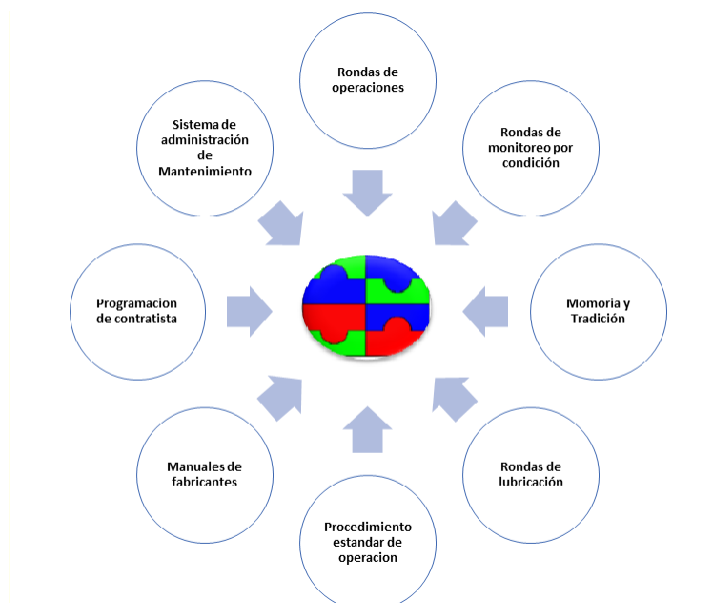 Rondas de
operaciones
Rondas de
monitoreo por
condición
Momoria y
Tradición
Rondas de
lubricación
Procedimiento
estandar de
operacion
Manuales de
fabricantes
Programacion
de contratista
Sistema de
administración
de
Mantenimiento